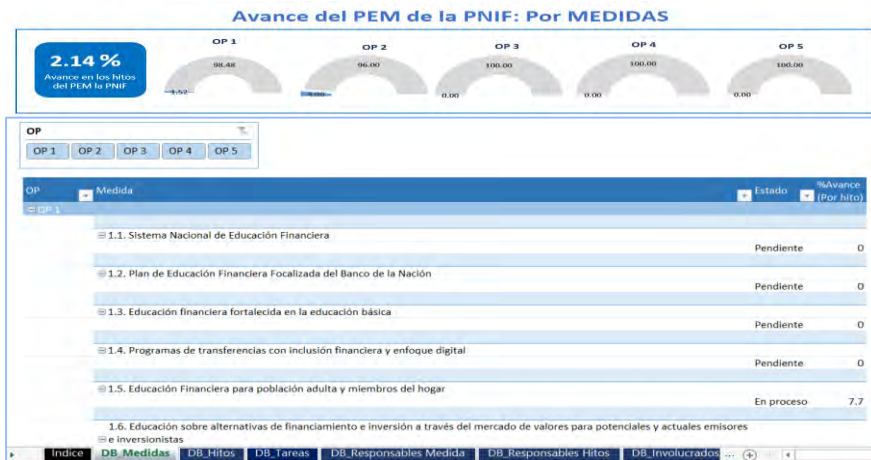 Avance del PEM de la PNIF: Por MEDIDAS
OP 1
OP 2
OP 3
OP 4
OP 5
2.14 %
Avance en los hitos
del PEM la PNIF
98.48
96.00
100.00
100.00
100.00
1.52
4.00
0.00
0.00
0.00
OP
OP 1
OP 2
OP 3
OP 4
OP 5
OP
Medida
Estado
%Avance
(Por hito)
OP 1
1.1. Sistema Nacional de Educación Financiera
Pendiente 0
1.2. Plan de Educación Financiera Focalizada del Banco de la Nación
Pendiente 0
1.3. Educación financiera fortalecida en la educación básica
Pendiente 0
1.4. Programas de transferencias con inclusión financiera y enfoque digital
Pendiente 0
1.5. Educación Financiera para población adulta y miembros del hogar
En proceso 7.7
1.6. Educación sobre alternativas de financiamiento e inversión a través del mercado de valores para potenciales y actuales emisores
e inversionistas
Indice DB_Medidas DB_Hitos DB_Tareas DB_Responsables Medida DB_Responsables Hitos DB_Involucrados ...